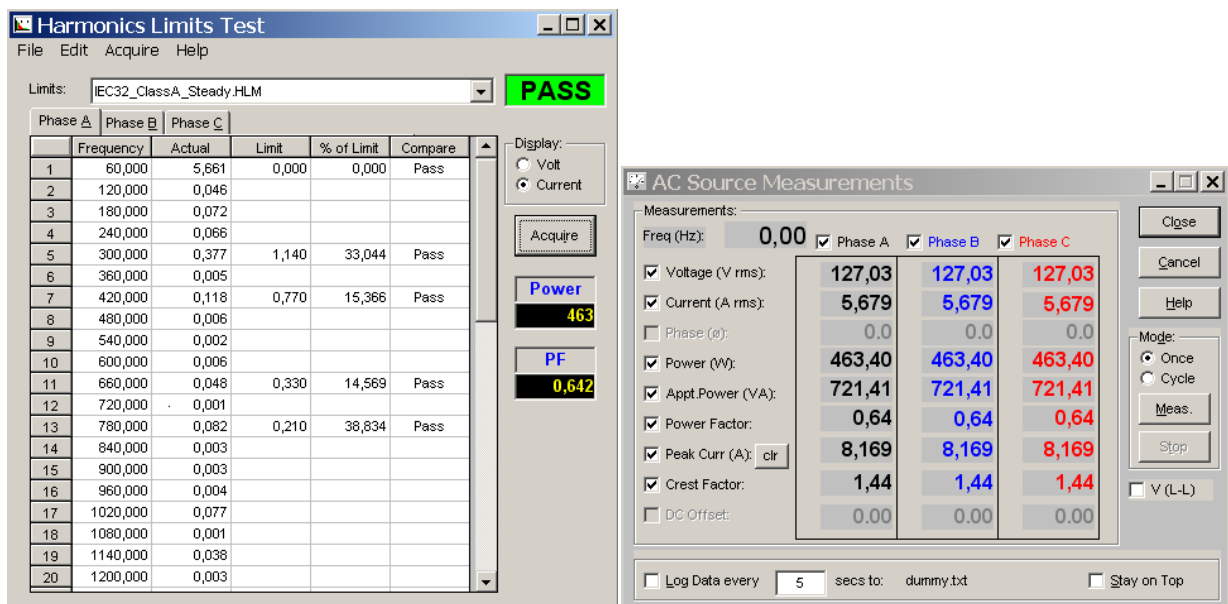 Harmonics Limits Test
File Edit Acquire Help
Limits: IEC32_ClassA_Steady.HLM PASS
Phase A Phase B Phase C
Frequency Actual Limit % of Limit Compare
1 60,000 5,661 0,000 0,000 Pass
2 120,000 0,046
3 180,000 0,072
4 240,000 0,066
5 300,000 0,377 1,140 33,044 Pass
6 360,000 0,005
7 420,000 0,118 0,770 15,366 Pass
8 480,000 0,006
9 540,000 0,002
10 600,000 0,006
11 660,000 0,048 0,330 14,569 Pass
12 720,000 0,001
13 780,000 0,082 0,210 38,834 Pass
14 840,000 0,003
15 900,000 0,003
16 960,000 0,004
17 1020,000 0,077
18 1080,000 0,001
19 1140,000 0,038
20 1200,000 0,003
Display:
Volt
Current
Acquire
Power
463
PF
0,642
AC Source Measurements
Measurements:
Freq (Hz): 0,00 Phase A Phase B Phase C
Voltage (V rms): 127,03 127,03 127,03
Current (A rms): 5,679 5,679 5,679
Phase (ø): 0.0 0.0 0.0
Power (W): 463,40 463,40 463,40
Appt.Power (VA): 721,41 721,41 721,41
Power Factor: 0,64 0,64 0,64
Peak Curr (A): clr 8,169 8,169 8,169
Crest Factor: 1,44 1,44 1,44
DC Offset: 0.00 0.00 0.00
Close
Cancel
Help
Mode:
Once
Cycle
Meas.
Stop
V (L-L)
Log Data every 5 secs to: dummy.txt Stay on Top